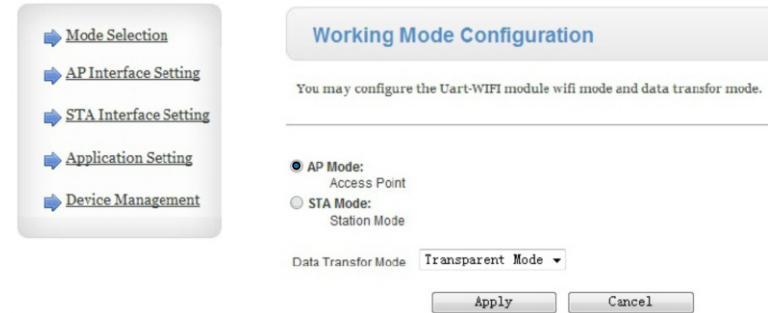 Mode Selection
AP Interface Setting
STA Interface Setting
Application Setting
Device Management
Working Mode Configuration
You may configure the Uart-WIFI module wifi mode and data transfor mode.
AP Mode:
Access Point
STA Mode:
Station Mode
Data Transfor Mode Transparent Mode
Apply Cancel